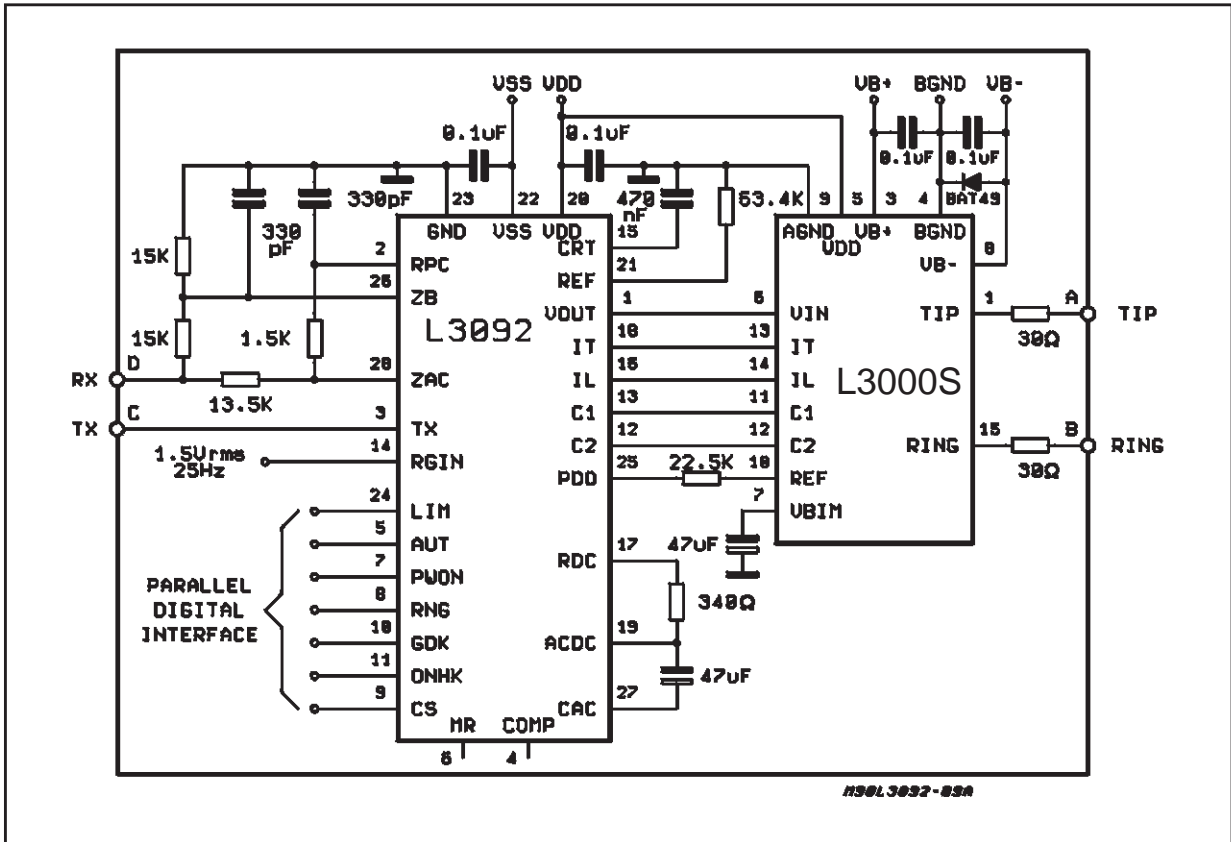 VSS VDD
VB+ BGND VB-
0.1uF
0.1uF
0.1uF 0.1uF
330pF
23
22
20
470
nF
63.4K
9
5
3
4
BAT49
330
pF
15
GND VSS VDD
CRT
AGND
VDD
VB+ BGND
15K
2
RPC
21
REF
8
VB-
26
ZB
1
VOUT
6
VIN
TIP
1
A
TIP
L3092
30Ω
15K
1.5K
IT
13
IT
D
RX
28
ZAC
IL
14
IL
L3000S
13.5K
C
TX
3
TX
13
C1
11
C1
12
C2
12
C2
RING
15
B
RING
1.5Vrms
25Hz
14
RGIN
25
PDO
22.5K
10
REF
30Ω
7
VBIM
24
LIM
5
AUT
47uF
17
RDC
7
PWON
PARALLEL
DIGITAL
INTERFACE
8
RNG
340Ω
10
GDK
19
ACDC
11
ONHK
47uF
9
CS
27
CAC
MR COMP
6
4
M90L3092-09A